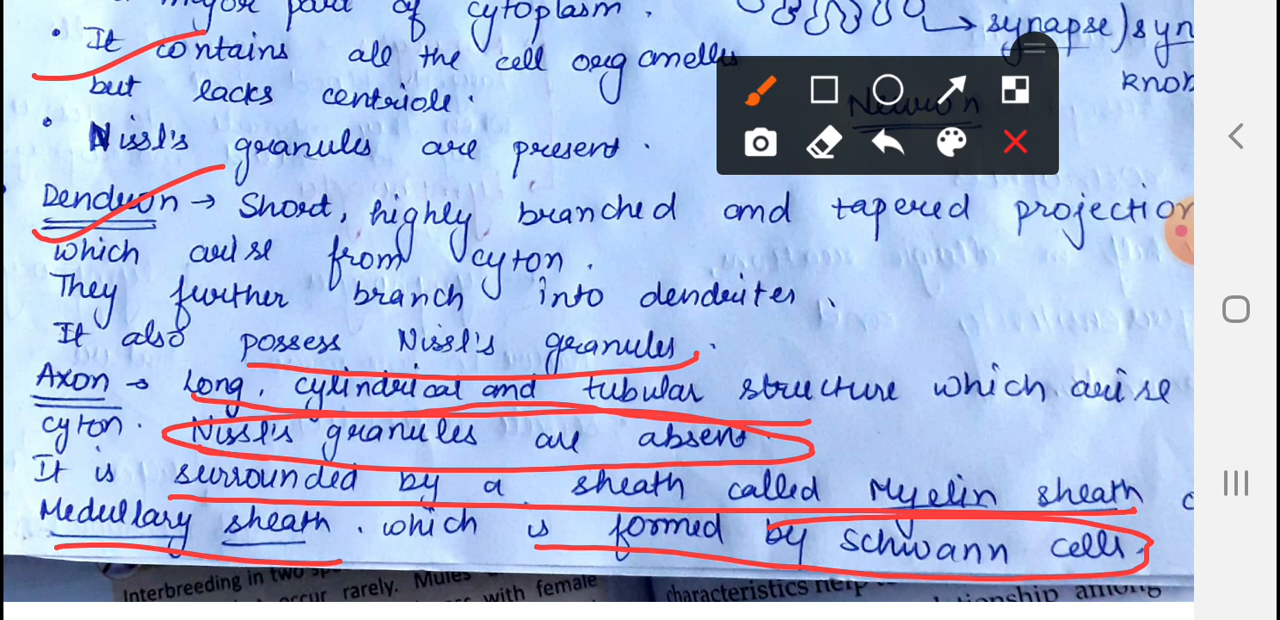 major part of cytoplasm.
→ synapse) syn
knob
Neuron
• It contains all the cell organelles
but lacks centriole.
• Nissl's granules are present.
Dendron → Short, highly branched and tapered projection
which arise from cyton.
They further branch into dendrites.
It also possess Nissl's granules.
Axon → Long, cylindrical and tubular structure which arise
cyton. Nissl's granules are absent.
It is surrounded by a sheath called Myelin sheath
Medullary sheath. which is formed by schwann cells.
Interbreeding in two
occur rarely. Mules
with female
characteristics help
among